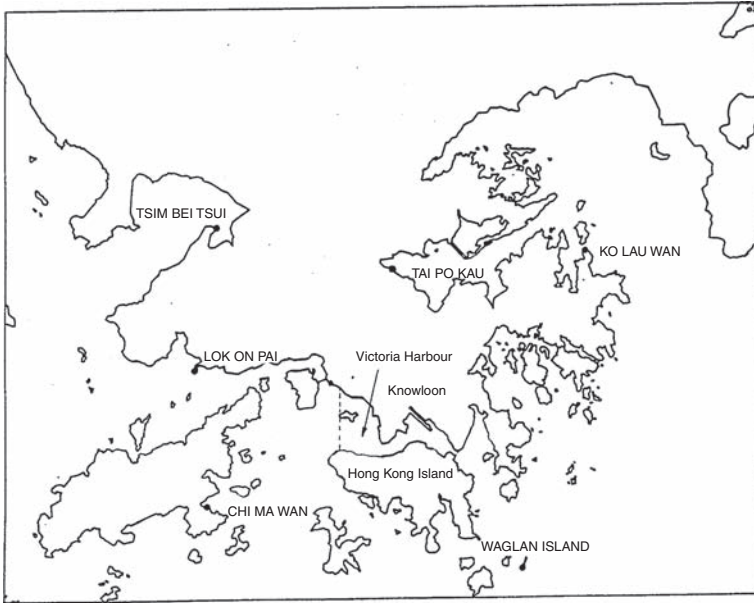 TSIM BEI TSUI
KO LAU WAN
TAI PO KAU
LOK ON PAI
Victoria Harbour
Knowloon
Hong Kong Island
CHI MA WAN
WAGLAN ISLAND